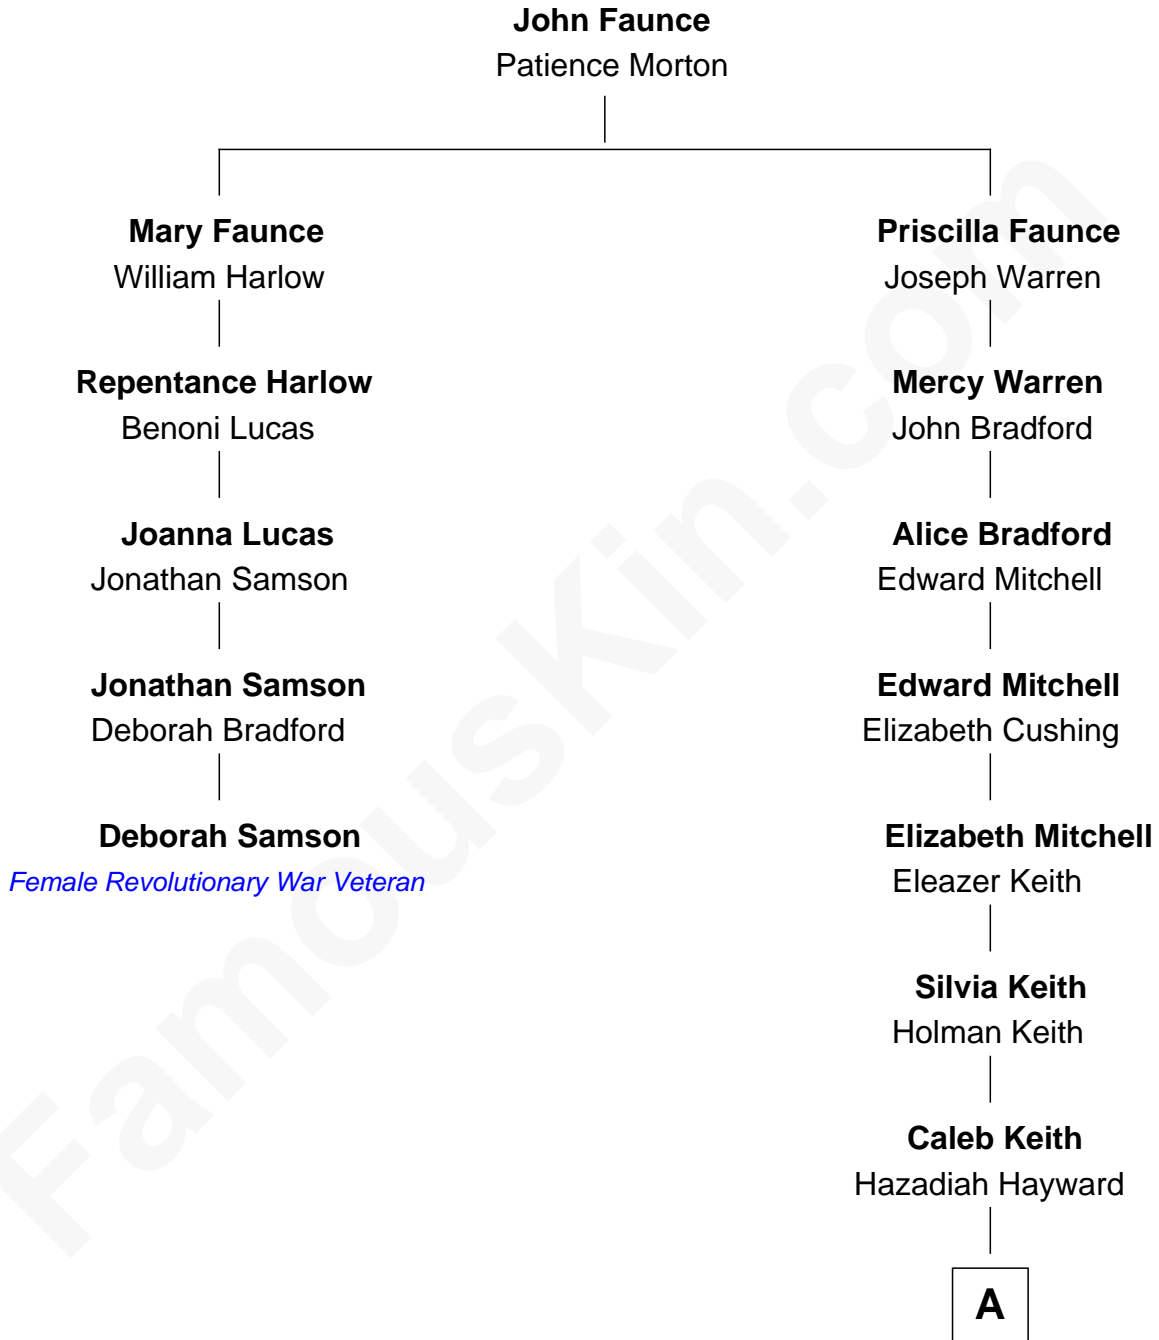 John Faunce
Patience Morton
Mary Faunce
William Harlow
Priscilla Faunce
Joseph Warren
Repentance Harlow
Benoni Lucas
Mercy Warren
John Bradford
Joanna Lucas
Jonathan Samson
Alice Bradford
Edward Mitchell
Jonathan Samson
Deborah Bradford
Edward Mitchell
Elizabeth Cushing
Deborah Samson
Female Revolutionary War Veteran
Elizabeth Mitchell
Eleazer Keith
Silvia Keith
Holman Keith
Caleb Keith
Hazadiah Hayward
A
FamousKin.com